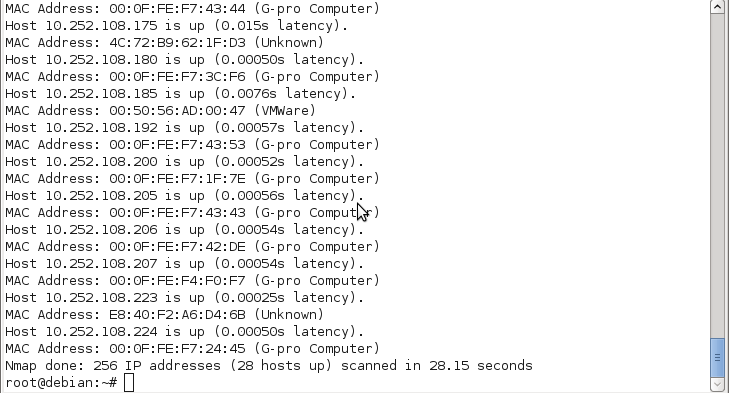 MAC Address: 00:0F:FE:F7:43:44 (G-pro Computer)
Host 10.252.108.175 is up (0.015s latency).
MAC Address: 4C:72:B9:62:1F:D3 (Unknown)
Host 10.252.108.180 is up (0.00050s latency).
MAC Address: 00:0F:FE:F7:3C:F6 (G-pro Computer)
Host 10.252.108.185 is up (0.0076s latency).
MAC Address: 00:50:56:AD:00:47 (VMWare)
Host 10.252.108.192 is up (0.00057s latency).
MAC Address: 00:0F:FE:F7:43:53 (G-pro Computer)
Host 10.252.108.200 is up (0.00052s latency).
MAC Address: 00:0F:FE:F7:1F:7E (G-pro Computer)
Host 10.252.108.205 is up (0.00056s latency).
MAC Address: 00:0F:FE:F7:43:43 (G-pro Computer)
Host 10.252.108.206 is up (0.00054s latency).
MAC Address: 00:0F:FE:F7:42:DE (G-pro Computer)
Host 10.252.108.207 is up (0.00054s latency).
MAC Address: 00:0F:FE:F4:F0:F7 (G-pro Computer)
Host 10.252.108.223 is up (0.00025s latency).
MAC Address: E8:40:F2:A6:D4:6B (Unknown)
Host 10.252.108.224 is up (0.00050s latency).
MAC Address: 00:0F:FE:F7:24:45 (G-pro Computer)
Nmap done: 256 IP addresses (28 hosts up) scanned in 28.15 seconds
root@debian:~#